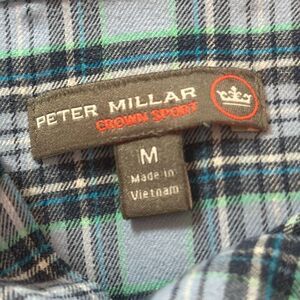 PETER MILLAR
CROWN SPORT
M
Made in
Vietnam